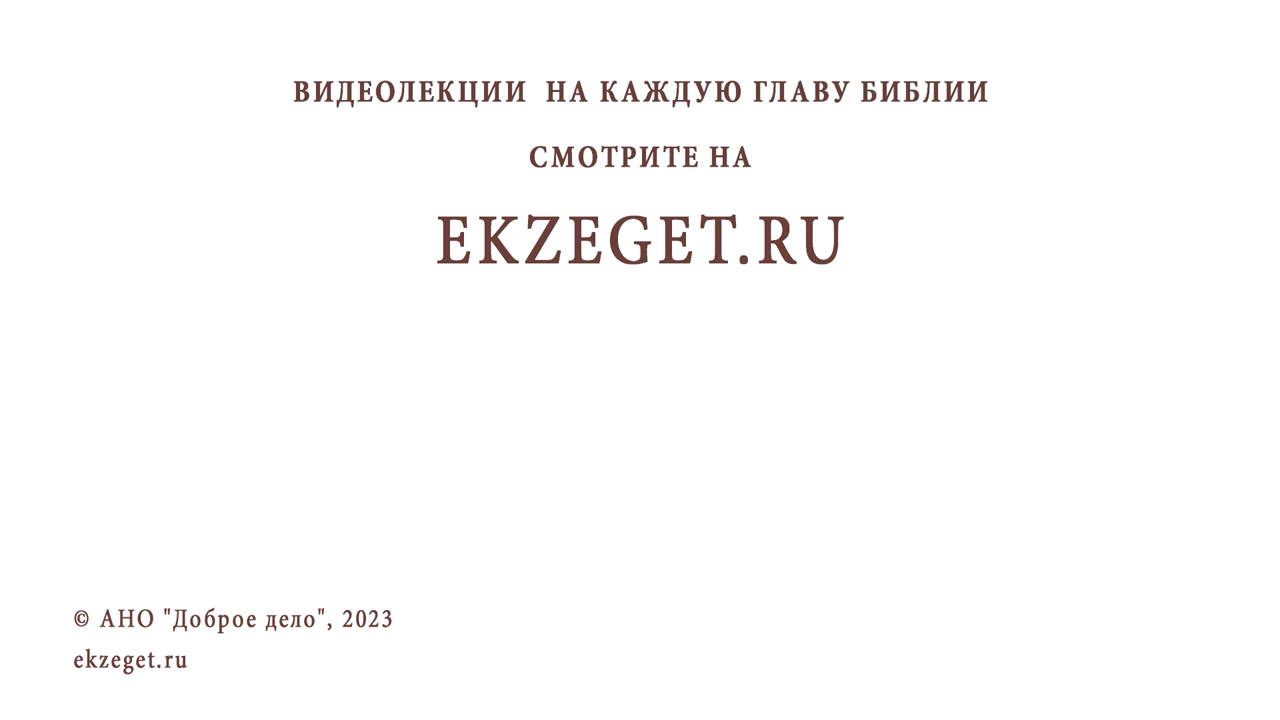 ВИДЕОЛЕКЦИИ НА КАЖДУЮ ГЛАВУ БИБЛИИ
СМОТРИТЕ НА
EKZEGET.RU
© АНО "Доброе дело", 2023
ekzeget.ru